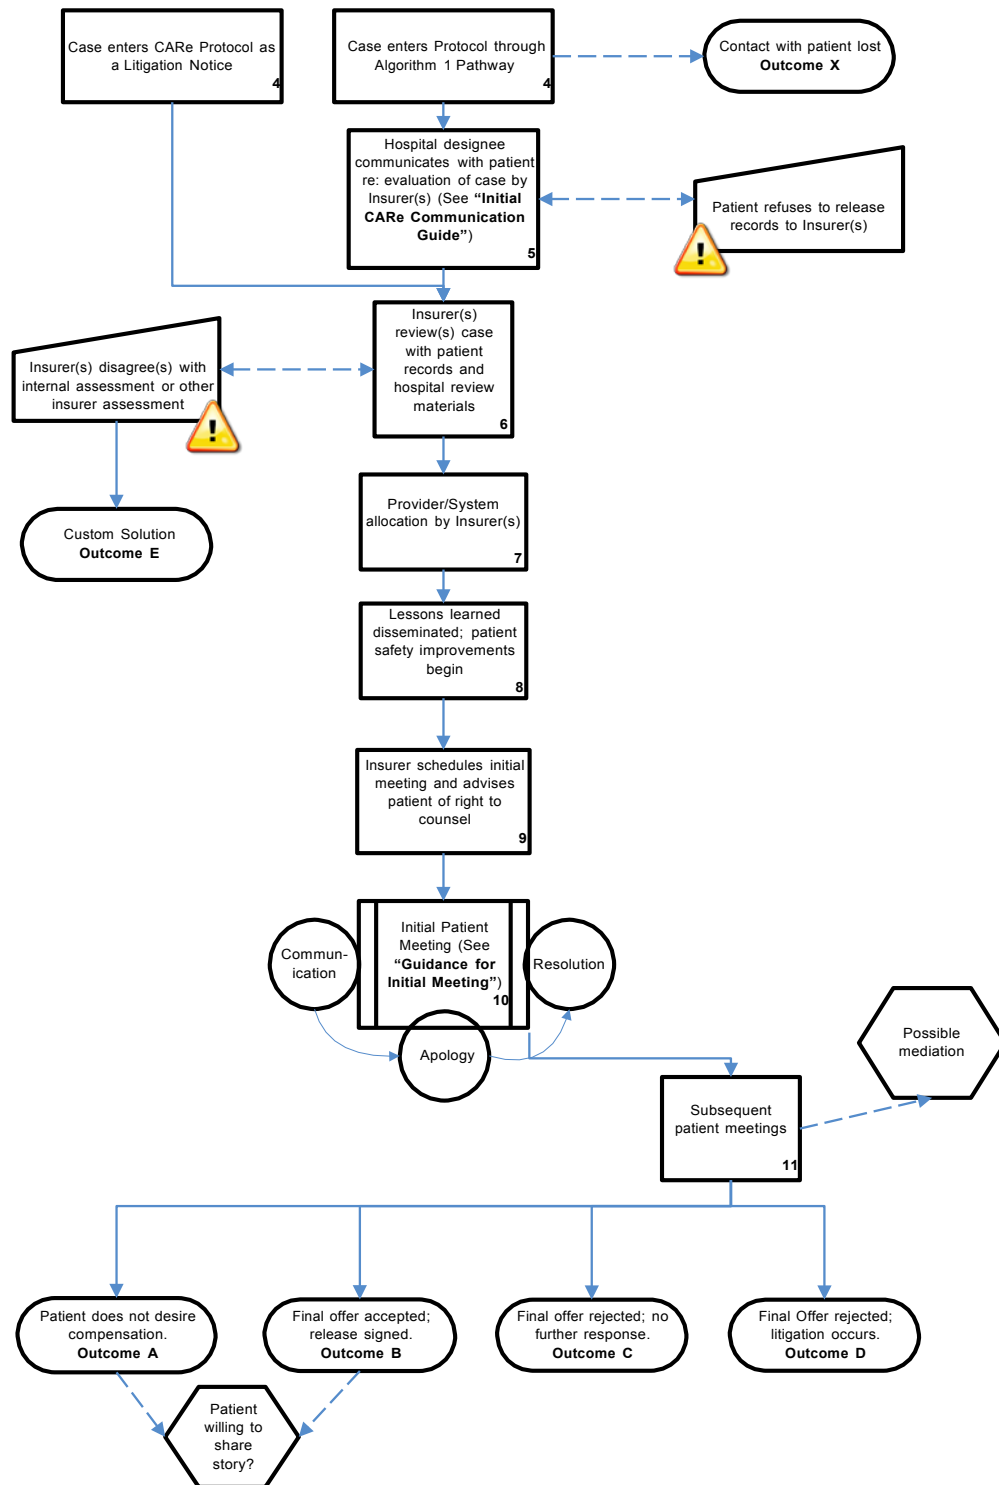 Case enters CARe Protocol as
a Litigation Notice
4
Case enters Protocol through
Algorithm 1 Pathway
4
Contact with patient lost
Outcome X
Hospital designee
communicates with patient
re: evaluation of case by
Insurer(s) (See “Initial
CARe Communication
Guide”)
5
Patient refuses to release
records to Insurer(s)
!
Insurer(s)
review(s) case
with patient
records and
hospital review
materials
6
Insurer(s) disagree(s) with
internal assessment or other
insurer assessment
!
Custom Solution
Outcome E
Provider/System
allocation by Insurer(s)
7
Lessons learned
disseminated; patient
safety improvements
begin
8
Insurer schedules initial
meeting and advises
patient of right to
counsel
9
Initial Patient
Meeting (See
“Guidance for
Initial Meeting”)
10
Commun-
ication
Apology
Resolution
Possible
mediation
Subsequent
patient meetings
11
Patient does not desire
compensation.
Outcome A
Final offer accepted;
release signed.
Outcome B
Final offer rejected; no
further response.
Outcome C
Final Offer rejected;
litigation occurs.
Outcome D
Patient
willing to
share
story?